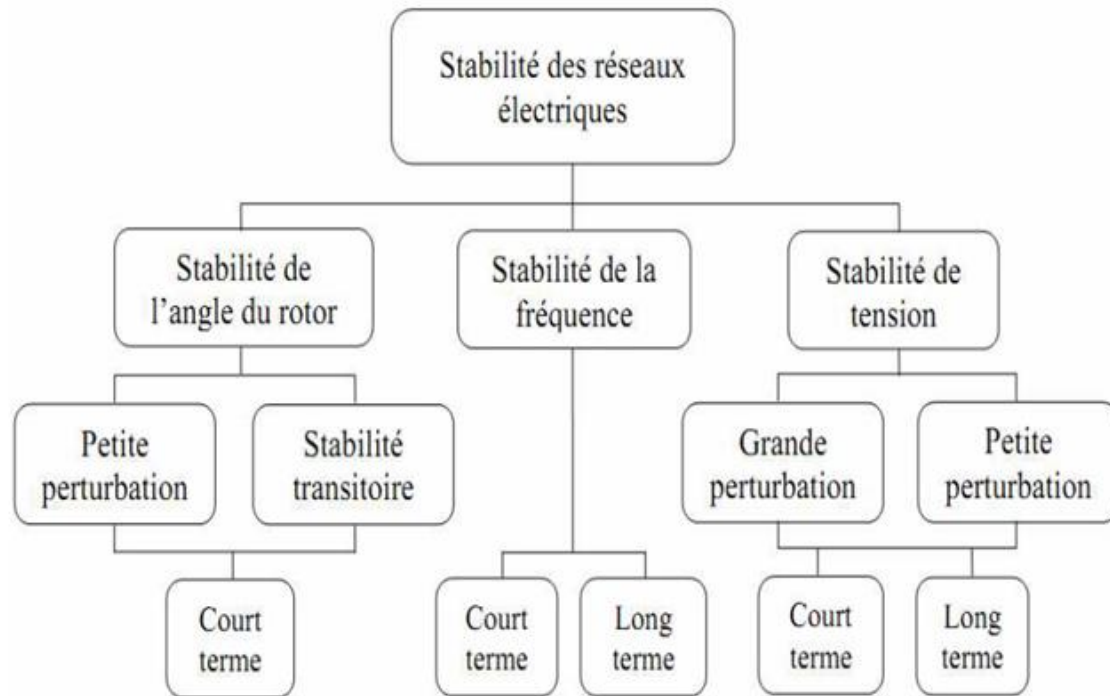 Stabilité des réseaux
électriques
Stabilité de
l’angle du rotor
Stabilité de la
fréquence
Stabilité de
tension
Petite
perturbation
Stabilité
transitoire
Grande
perturbation
Petite
perturbation
Court
terme
Court
terme
Long
terme
Court
terme
Long
terme